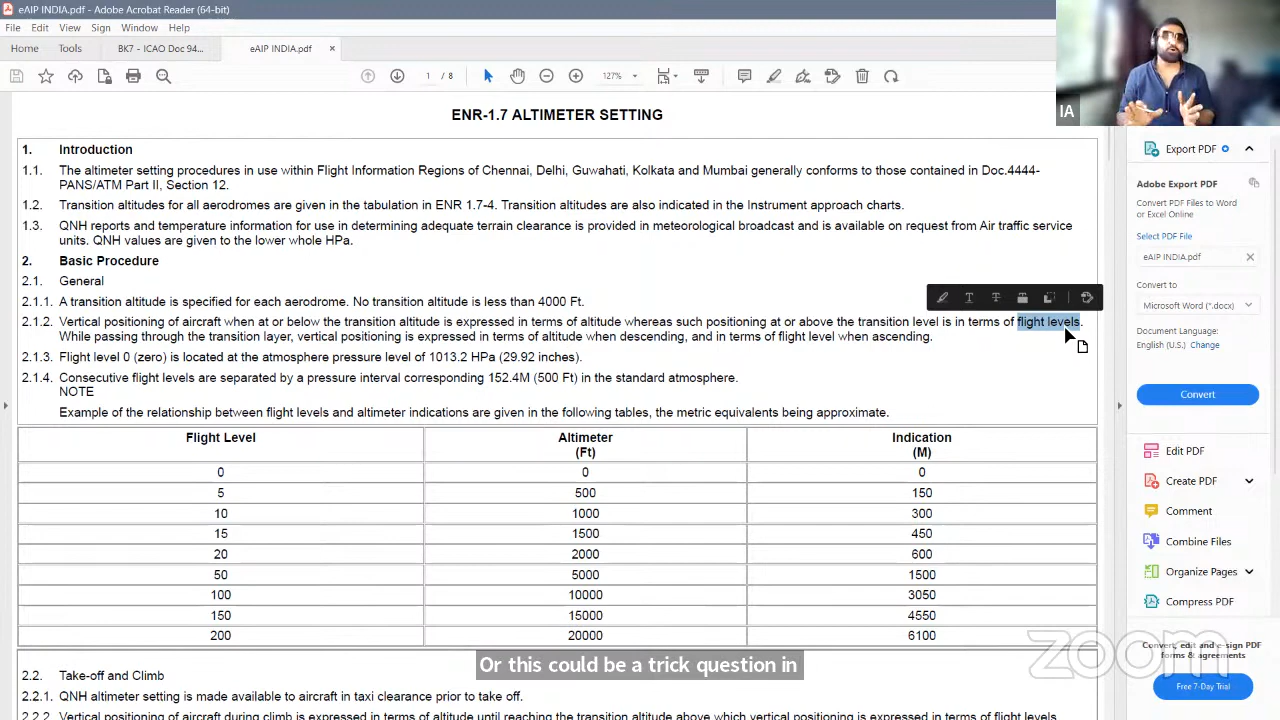 eAIP INDIA.pdf - Adobe Acrobat Reader (64-bit)
File Edit View Sign Window Help
Home Tools BK7 - ICAO Doc 94... eAIP INDIA.pdf ×
1 / 8 127%
IA
ENR-1.7 ALTIMETER SETTING
1. Introduction
1.1. The altimeter setting procedures in use within Flight Information Regions of Chennai, Delhi, Guwahati, Kolkata and Mumbai generally conforms to those contained in Doc.4444-
PANS/ATM Part II, Section 12.
1.2. Transition altitudes for all aerodromes are given in the tabulation in ENR 1.7-4. Transition altitudes are also indicated in the Instrument approach charts.
1.3. QNH reports and temperature information for use in determining adequate terrain clearance is provided in meteorological broadcast and is available on request from Air traffic service
units. QNH values are given to the lower whole HPa.
2. Basic Procedure
2.1. General
2.1.1. A transition altitude is specified for each aerodrome. No transition altitude is less than 4000 Ft.
2.1.2. Vertical positioning of aircraft when at or below the transition altitude is expressed in terms of altitude whereas such positioning at or above the transition level is in terms of flight levels.
While passing through the transition layer, vertical positioning is expressed in terms of altitude when descending, and in terms of flight level when ascending.
2.1.3. Flight level 0 (zero) is located at the atmosphere pressure level of 1013.2 HPa (29.92 inches).
2.1.4. Consecutive flight levels are separated by a pressure interval corresponding 152.4M (500 Ft) in the standard atmosphere.
NOTE
Example of the relationship between flight levels and altimeter indications are given in the following tables, the metric equivalents being approximate.
Flight Level Altimeter Indication
(Ft) (M)
0 0 0
5 500 150
10 1000 300
15 1500 450
20 2000 600
50 5000 1500
100 10000 3050
150 15000 4550
200 20000 6100
2.2. Take-off and Climb
2.2.1. QNH altimeter setting is made available to aircraft in taxi clearance prior to take off.
2.2.2. Vertical positioning of aircraft during climb is expressed in terms of altitude until reaching the transition altitude above which vertical positioning is expressed in terms of flight levels
Or this could be a trick question in
Export PDF
Adobe Export PDF
Convert PDF Files to Word
or Excel Online
Select PDF File
eAIP INDIA.pdf ×
Convert to
Microsoft Word (*.docx)
Document Language:
English (U.S.) Change
Convert
Edit PDF
Create PDF
Comment
Combine Files
Organize Pages
Compress PDF
Convert, edit and e-sign PDF
forms & agreements
Free 7-Day Trial
zoom